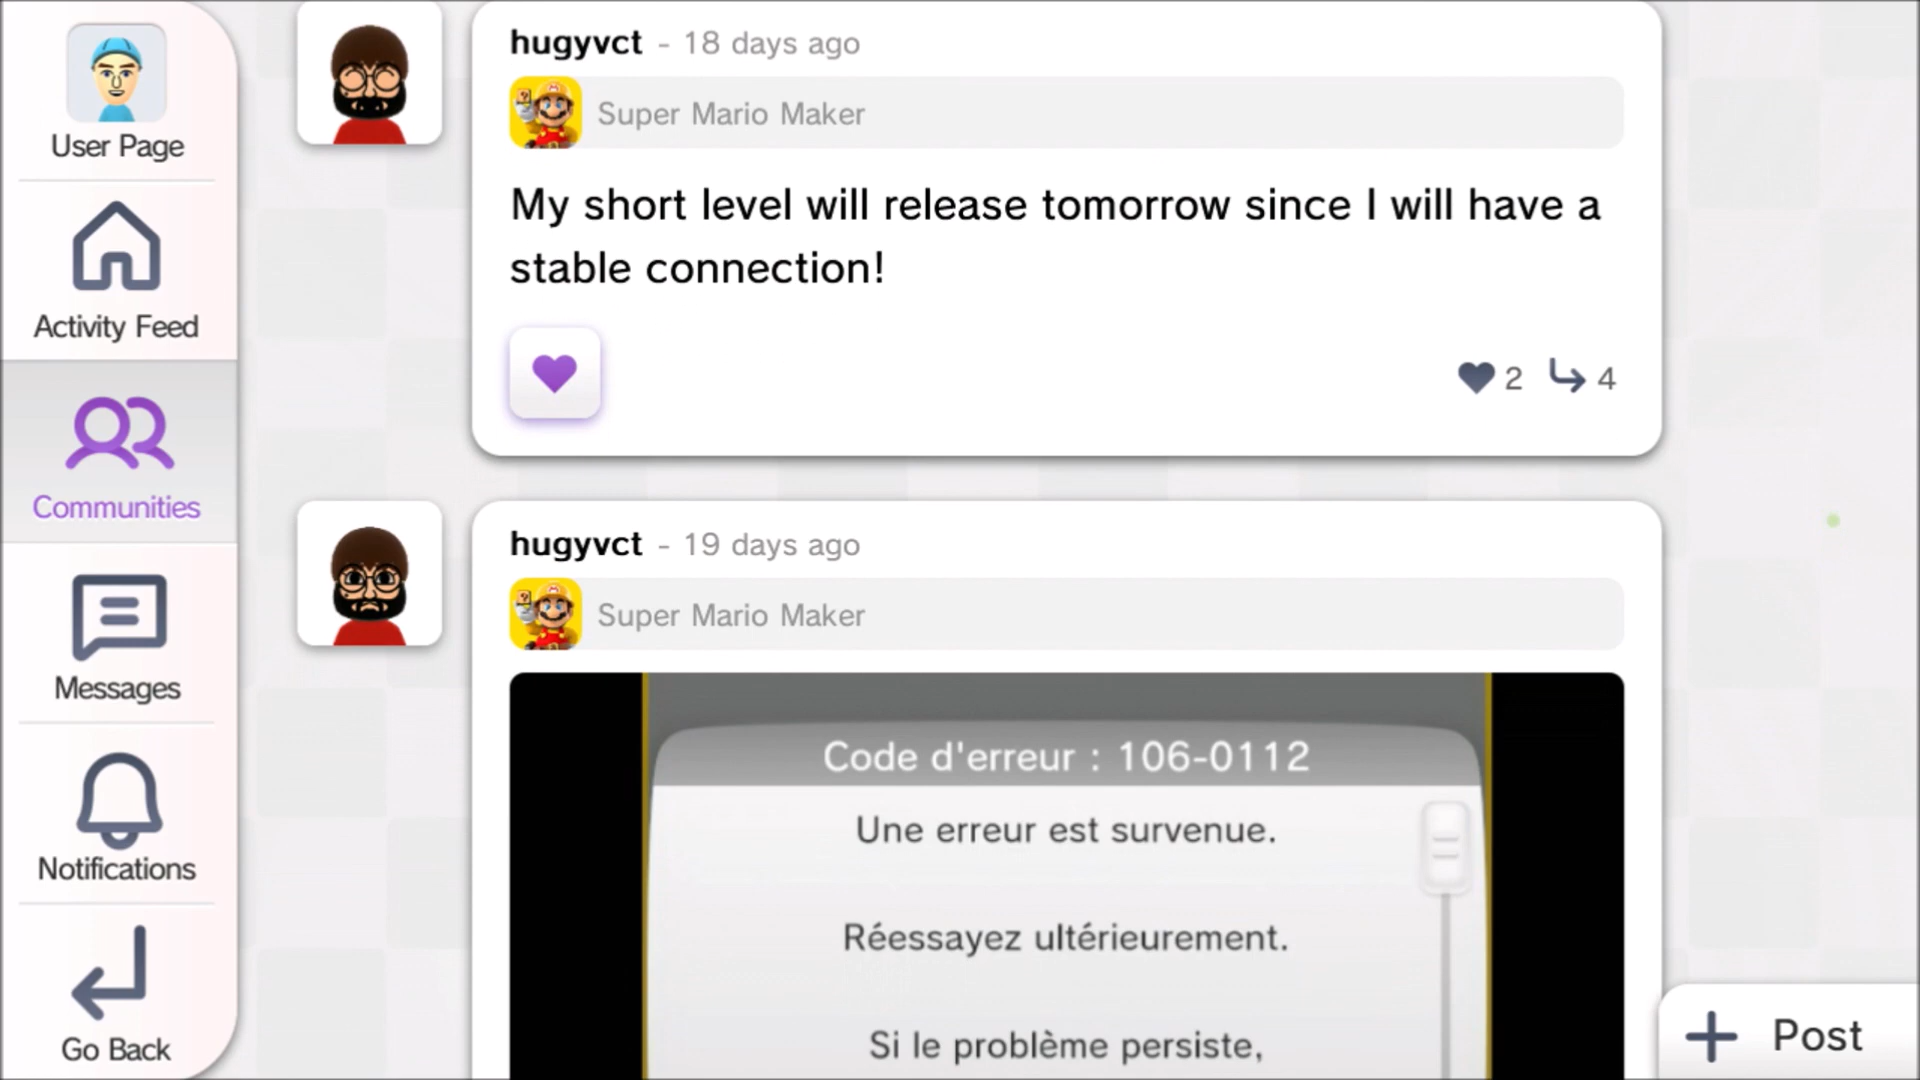 User Page
Activity Feed
Communities
Messages
Notifications
Go Back
hugyvct - 18 days ago
Super Mario Maker
My short level will release tomorrow since I will have a
stable connection!
2 4
hugyvct - 19 days ago
Super Mario Maker
Code d'erreur : 106-0112
Une erreur est survenue.
Réessayez ultérieurement.
Si le problème persiste,
Post